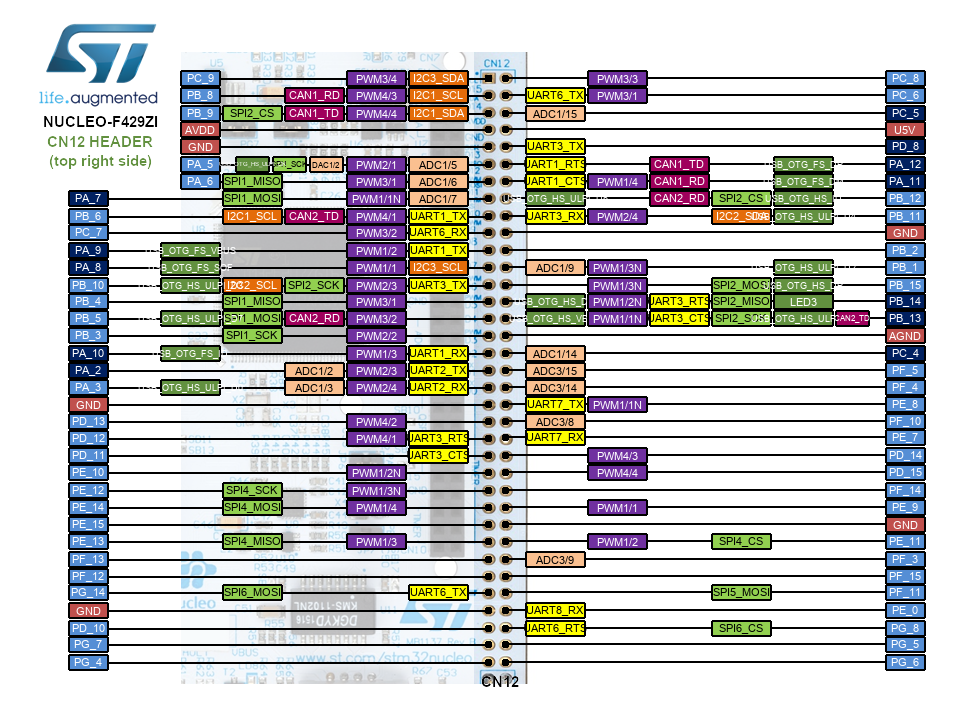 life.augmented
NUCLEO-F429ZI
CN12 HEADER
(top right side)
CN12
PC_9 PWM3/4 I2C3_SDA PWM3/3 PC_8
PB_8 CAN1_RD PWM4/3 I2C1_SCL UART6_TX PWM3/1 PC_6
PB_9 SPI2_CS CAN1_TD PWM4/4 I2C1_SDA ADC1/15 PC_5
AVDD U5V
GND UART3_TX PD_8
PA_5 DAC1/2 PWM2/1 ADC1/5 UART1_RTS CAN1_TD PA_12
PA_6 SPI1_MISO PWM3/1 ADC1/6 UART1_CTS PWM1/4 CAN1_RD PA_11
PA_7 SPI1_MOSI PWM1/1N ADC1/7 CAN2_RD SPI2_CS PB_12
PB_6 I2C1_SCL CAN2_TD PWM4/1 UART1_TX UART3_RX PWM2/4 I2C2_SDA PB_11
PC_7 PWM3/2 UART6_RX GND
PA_9 USB_OTG_FS_VBUS PWM1/2 UART1_TX PB_2
PA_8 USB_OTG_FS_SOF PWM1/1 I2C3_SCL ADC1/9 PWM1/3N PB_1
PB_10 I2C2_SCL SPI2_SCK PWM2/3 UART3_TX PWM1/3N SPI2_MOSI PB_15
PB_4 SPI1_MISO PWM3/1 PWM1/2N UART3_RTS SPI2_MISO LED3 PB_14
PB_5 SPI1_MOSI CAN2_RD PWM3/2 PWM1/1N UART3_CTS SPI2_SCK CAN2_TD PB_13
PB_3 SPI1_SCK PWM2/2 AGND
PA_10 PWM1/3 UART1_RX ADC1/14 PC_4
PA_2 ADC1/2 PWM2/3 UART2_TX ADC3/15 PF_5
PA_3 ADC1/3 PWM2/4 UART2_RX ADC3/14 PF_4
GND UART7_TX PWM1/1N PE_8
PD_13 PWM4/2 ADC3/8 PF_10
PD_12 PWM4/1 UART3_RTS UART7_RX PE_7
PD_11 UART3_CTS PWM4/3 PD_14
PE_10 PWM1/2N PWM4/4 PD_15
PE_12 SPI4_SCK PWM1/3N PF_14
PE_14 SPI4_MOSI PWM1/4 PWM1/1 PE_9
PE_15 GND
PE_13 SPI4_MISO PWM1/3 PWM1/2 SPI4_CS PE_11
PF_13 ADC3/9 PF_3
PF_12 PF_15
PG_14 SPI6_MOSI UART6_TX SPI5_MOSI PF_11
GND UART8_RX PE_0
PD_10 UART6_RTS SPI6_CS PG_8
PG_7 PG_5
PG_4 PG_6
www.st.com/stm32nucleo
CN12